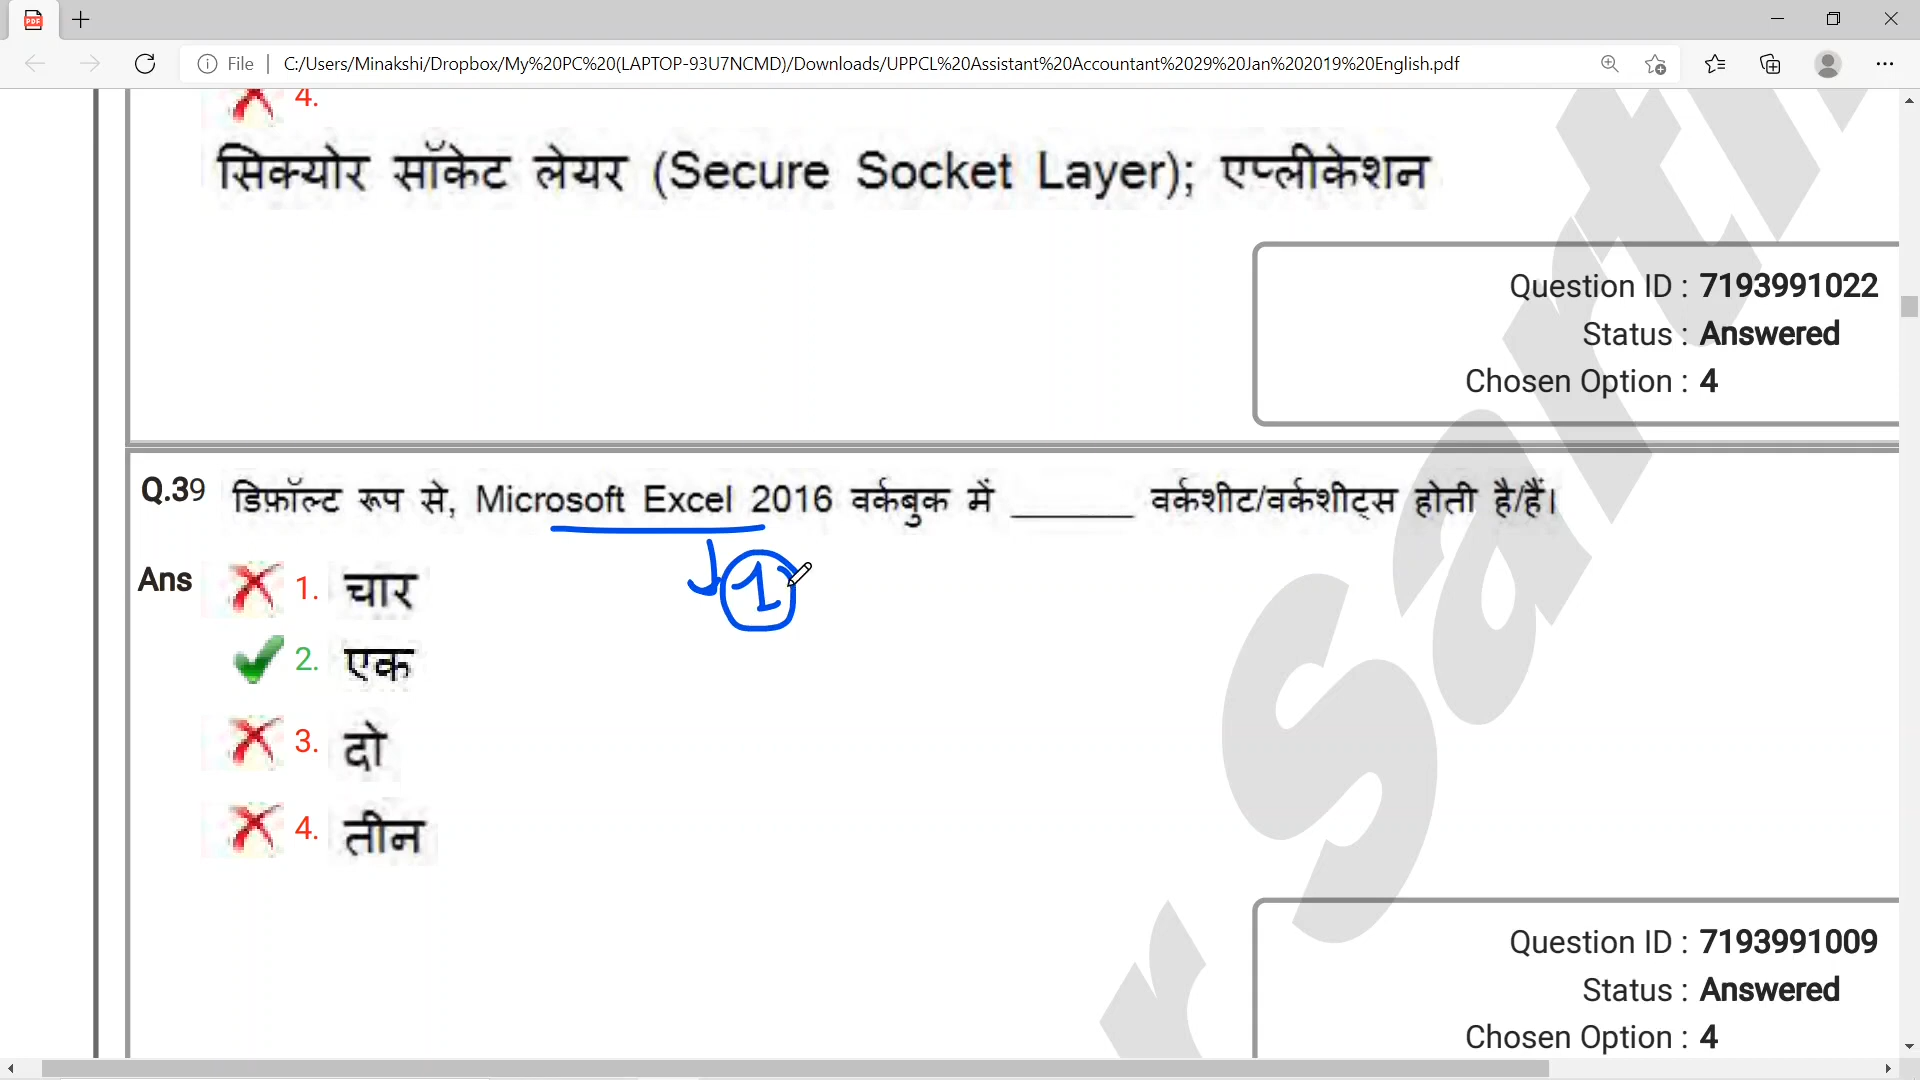 File | C:/Users/Minakshi/Dropbox/My%20PC%20(LAPTOP-93U7NCMD)/Downloads/UPPCL%20Assistant%20Accountant%2029%20Jan%202019%20English.pdf
4.
सिक्योर सॉकेट लेयर (Secure Socket Layer); एप्लीकेशन
Question ID : 7193991022
Status : Answered
Chosen Option : 4
Q.39 डिफ़ॉल्ट रूप से, Microsoft Excel 2016 वर्कबुक में ______ वर्कशीट/वर्कशीट्स होती है/हैं।
1
Ans 1. चार
2. एक
3. दो
4. तीन
Question ID : 7193991009
Status : Answered
Chosen Option : 4